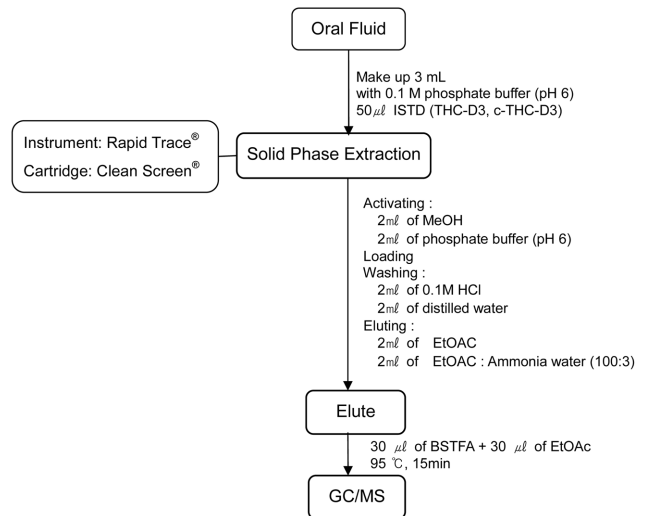 Oral Fluid
Make up 3 mL
with 0.1 M phosphate buffer (pH 6)
50㎕ ISTD (THC-D3, c-THC-D3)
Instrument: Rapid Trace®
Cartridge: Clean Screen®
Solid Phase Extraction
Activating :
2㎖ of MeOH
2㎖ of phosphate buffer (pH 6)
Loading
Washing :
2㎖ of 0.1M HCl
2㎖ of distilled water
Eluting :
2㎖ of EtOAC
2㎖ of EtOAC : Ammonia water (100:3)
Elute
30 ㎕ of BSTFA + 30 ㎕ of EtOAc
95 ℃, 15min
GC/MS